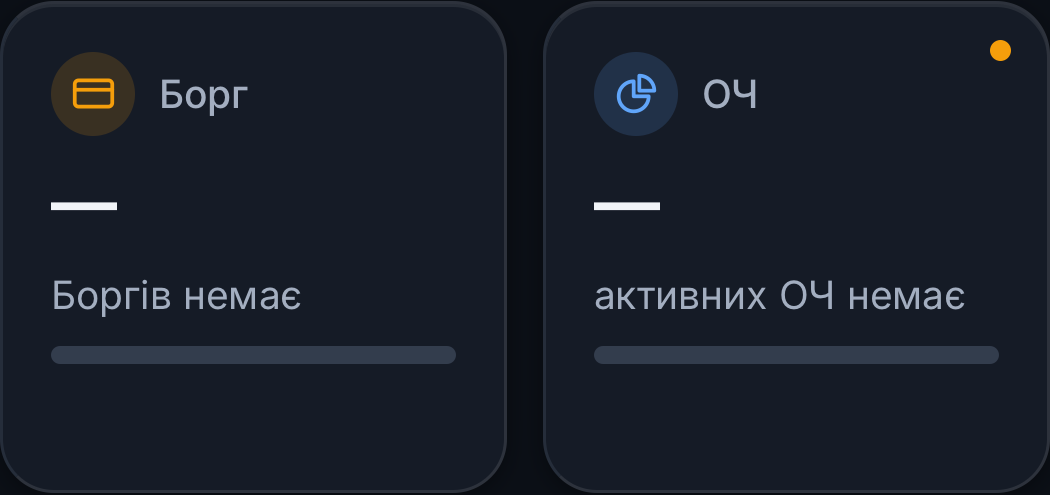 Борг
ОЧ
—
—
Боргів немає
активних ОЧ немає